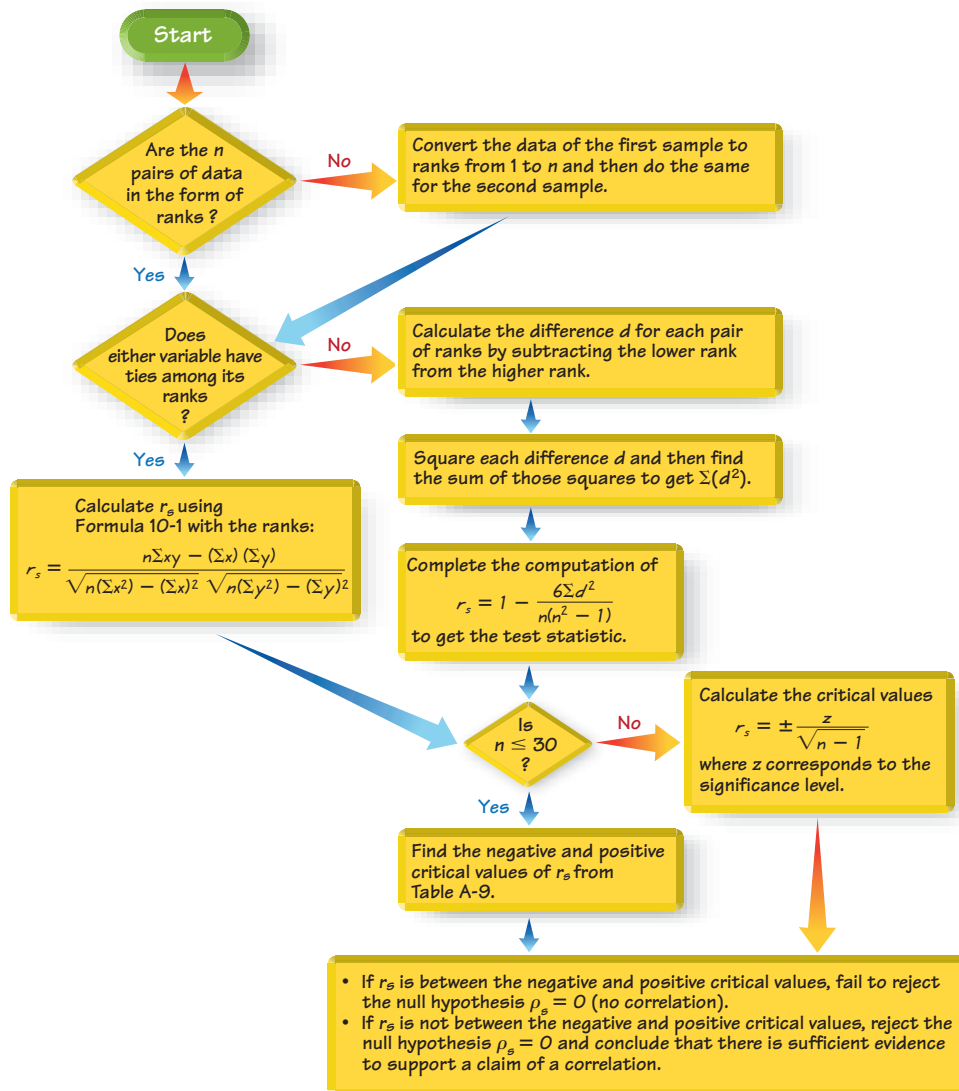 Start
Are the n
pairs of data
in the form of
ranks ?
No
Convert the data of the first sample to
ranks from 1 to n and then do the same
for the second sample.
Yes
Does
either variable have
ties among its
ranks
?
No
Calculate the difference d for each pair
of ranks by subtracting the lower rank
from the higher rank.
Yes
Square each difference d and then find
the sum of those squares to get Σ(d²).
Calculate rₛ using
Formula 10-1 with the ranks:
rₛ = nΣxy − (Σx) (Σy) / √n(Σx²) − (Σx)² √n(Σy²) − (Σy)²
Complete the computation of
rₛ = 1 − 6Σd² / n(n² − 1)
to get the test statistic.
Is
n ≤ 30
?
No
Calculate the critical values
rₛ = ± z / √n − 1
where z corresponds to the
significance level.
Yes
Find the negative and positive
critical values of rₛ from
Table A-9.
• If rₛ is between the negative and positive critical values, fail to reject
the null hypothesis ρₛ = 0 (no correlation).
• If rₛ is not between the negative and positive critical values, reject the
null hypothesis ρₛ = 0 and conclude that there is sufficient evidence
to support a claim of a correlation.